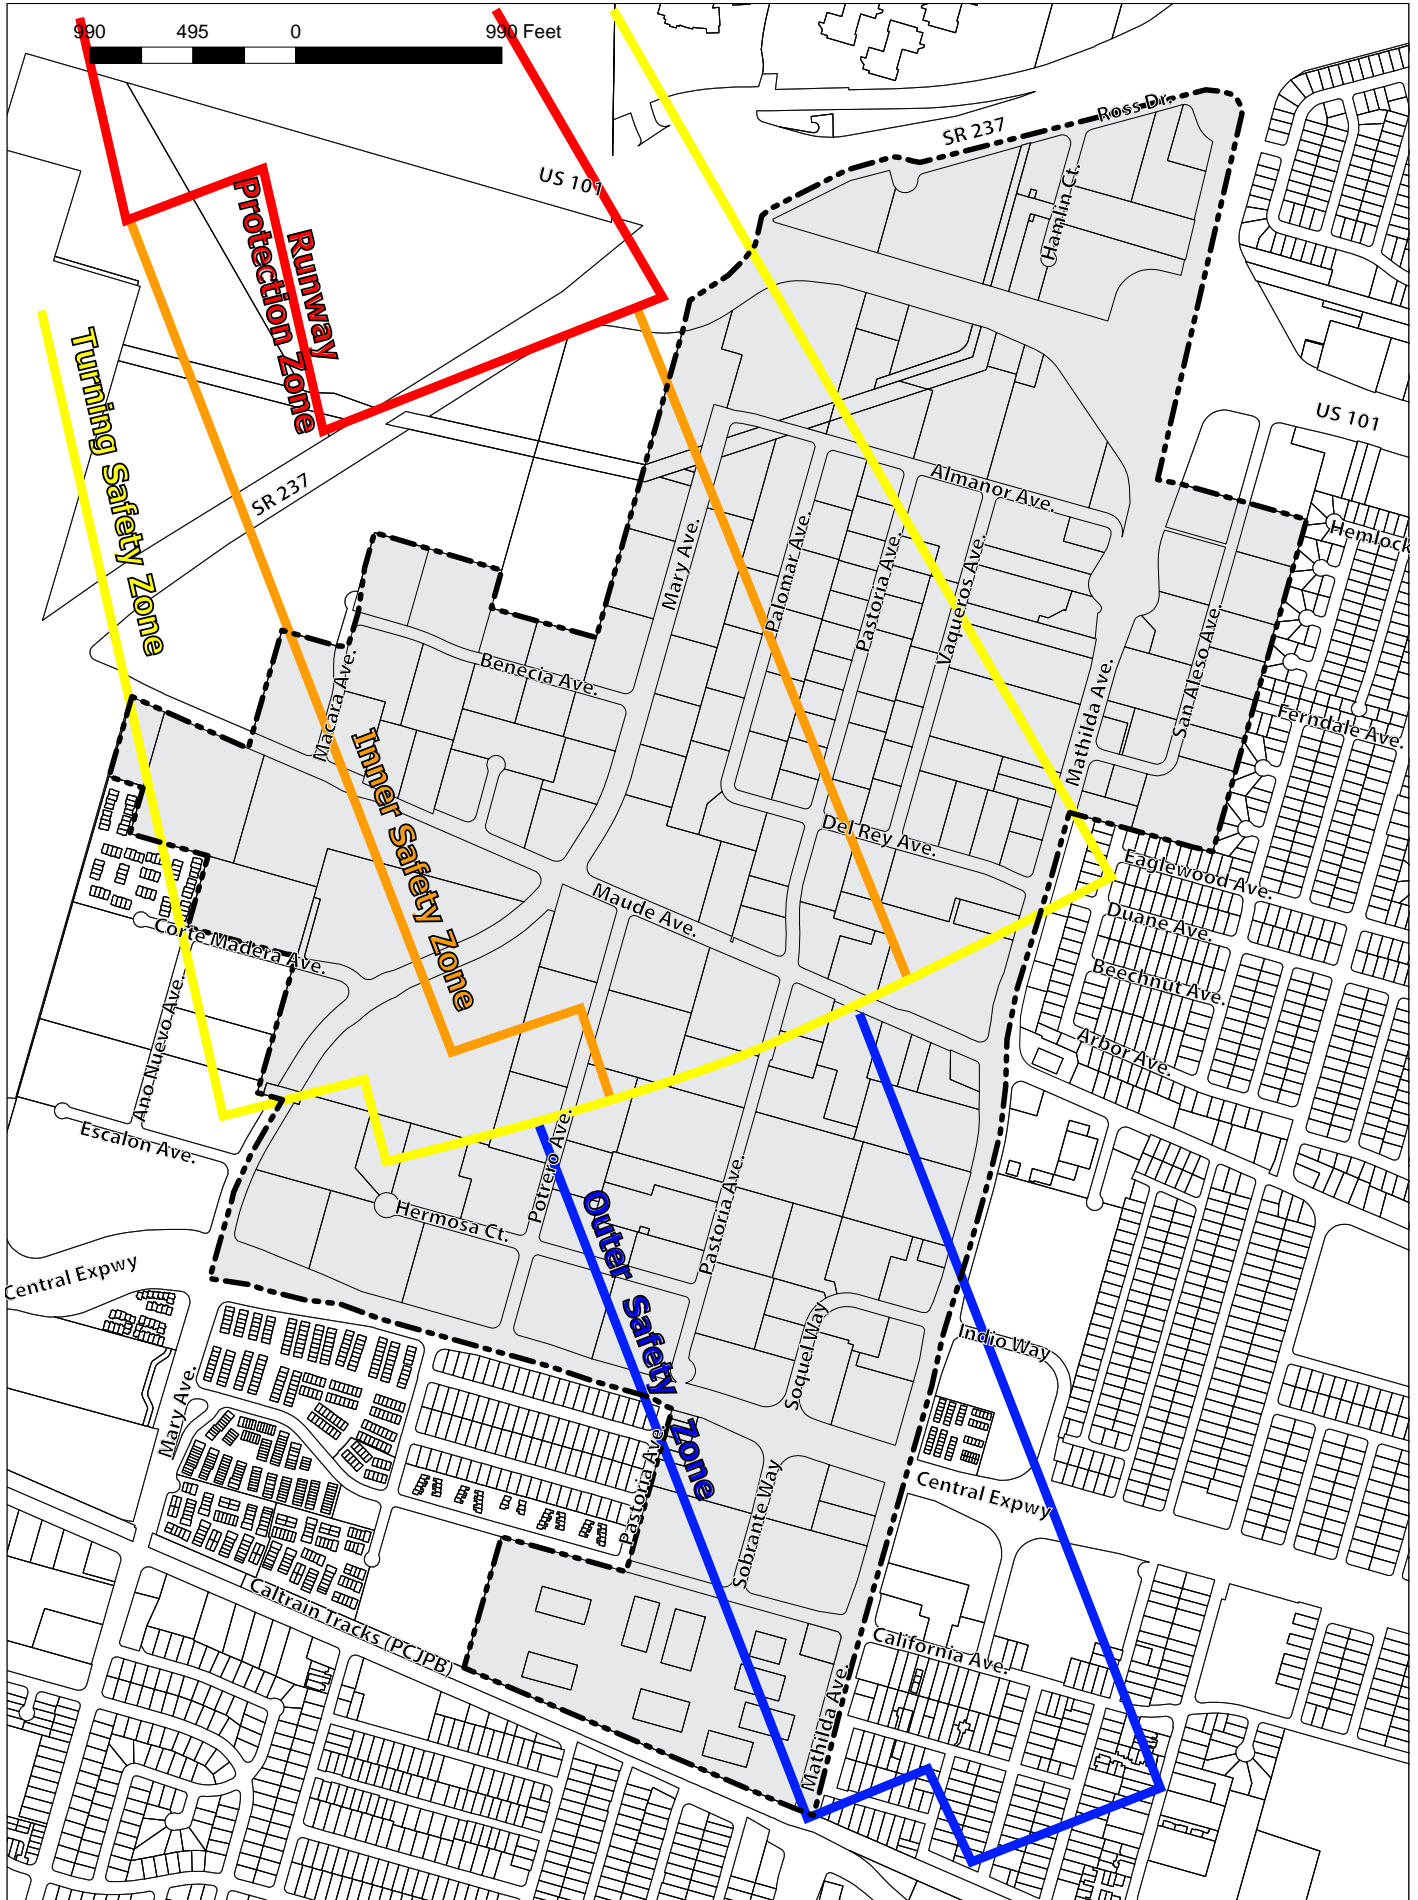 990 495 0 990 Feet
Ross Dr.
SR 237
US 101
Hamlin Ct.
Runway
Protection Zone
Turning Safety Zone
US 101
SR 237
Almanor Ave.
Mary Ave.
Palomar Ave.
Pastoria Ave.
Vaqueros Ave.
Hemlock
Benecia Ave.
Macara Ave.
Mathilda Ave.
San Aleso Ave.
Ferndale Ave.
Inner Safety Zone
Del Rey Ave.
Eaglewood Ave.
Maude Ave.
Duane Ave.
Corte Madera Ave.
Beechnut Ave.
Ano Nuevo Ave.
Arbor Ave.
Escalon Ave.
Potrero Ave.
Pastoria Ave.
Hermosa Ct.
Outer Safety Zone
Central Expwy
Soquel Way
Indio Way
Mary Ave.
Pastoria Ave.
Sobrante Way
Central Expwy
Caltrain Tracks (PCJPB)
California Ave.
Mathilda Ave.